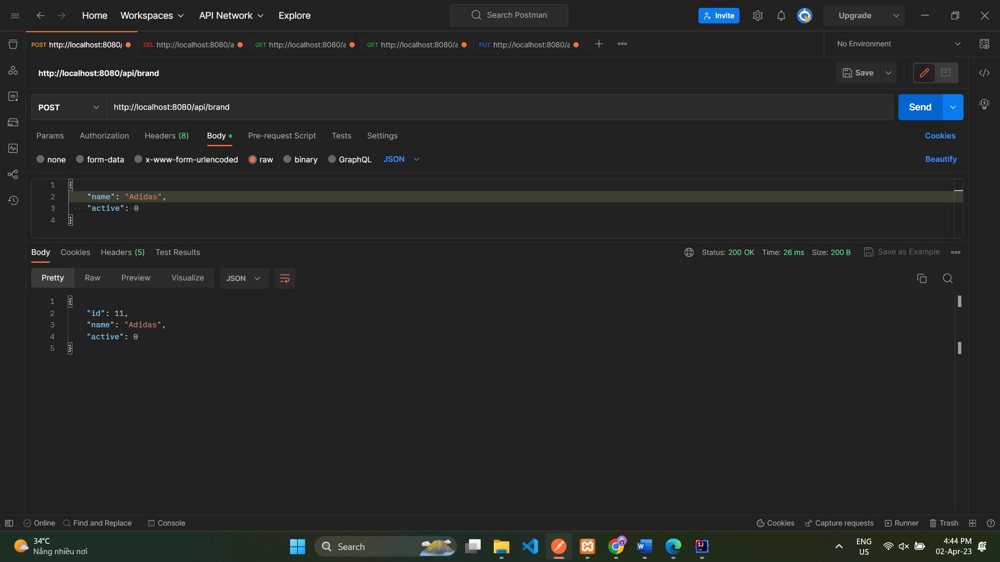 Home Workspaces API Network Explore Search Postman Invite Upgrade
POST http://localhost:8080/ DEL http://localhost:8080/a GET http://localhost:8080/a GET http://localhost:8080/a PUT http://localhost:8080/a No Environment
http://localhost:8080/api/brand Save
POST http://localhost:8080/api/brand Send
Params Authorization Headers (8) Body Pre-request Script Tests Settings Cookies
none form-data x-www-form-urlencoded raw binary GraphQL JSON Beautify
1 {
2 "name": "Adidas",
3 "active": 0
4 }
Body Cookies Headers (5) Test Results Status: 200 OK Time: 26 ms Size: 200 B Save as Example
Pretty Raw Preview Visualize JSON
1 {
2 "id": 11,
3 "name": "Adidas",
4 "active": 0
5 }
Online Find and Replace Console Cookies Capture requests Runner Trash
34°C
Nắng nhiều nơi
Search
ENG
US
4:44 PM
02-Apr-23